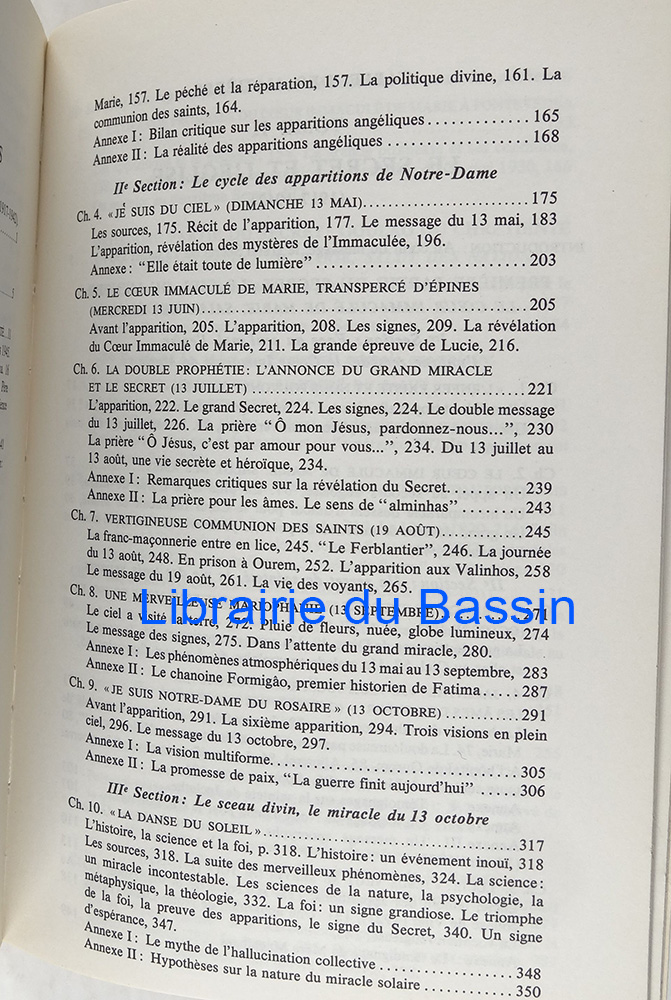 Marie, 157. Le péché et la réparation, 157. La politique divine, 161. La
communion des saints, 164.
Annexe I : Bilan critique sur les apparitions angéliques ............. 165
Annexe II : La réalité des apparitions angéliques .................. 168
IIe Section : Le cycle des apparitions de Notre-Dame
Ch. 4. « JE SUIS DU CIEL » (DIMANCHE 13 MAI)..................... 175
Les sources, 175. Récit de l'apparition, 177. Le message du 13 mai, 183
L'apparition, révélation des mystères de l'Immaculée, 196.
Annexe : "Elle était toute de lumière" ........................... 203
Ch. 5. LE CŒUR IMMACULÉ DE MARIE, TRANSPERCÉ D'ÉPINES
(MERCREDI 13 JUIN)........................................... 205
Avant l'apparition, 205. L'apparition, 208. Les signes, 209. La révélation
du Cœur Immaculé de Marie, 211. La grande épreuve de Lucie, 216.
Ch. 6. LA DOUBLE PROPHÉTIE : L'ANNONCE DU GRAND MIRACLE
ET LE SECRET (13 JUILLET) ................................... 221
L'apparition, 222. Le grand Secret, 224. Les signes, 224. Le double message
du 13 juillet, 226. La prière "Ô mon Jésus, pardonnez-nous...", 230
La prière "Ô Jésus, c'est par amour pour vous...", 234. Du 13 juillet au
13 août, une vie secrète et héroïque, 234.
Annexe I : Remarques critiques sur la révélation du Secret.......... 239
Annexe II : La prière pour les âmes. Le sens de "alminhas" ........ 243
Ch. 7. VERTIGINEUSE COMMUNION DES SAINTS (19 AOÛT)............. 245
La franc-maçonnerie entre en lice, 245. "Le Ferblantier", 246. La journée
du 13 août, 248. En prison à Ourem, 252. L'apparition aux Valinhos, 258
Le message du 19 août, 261. La vie des voyants, 265.
Ch. 8. UNE MERVEILLEUSE MARIOPHANIE (13 SEPTEMBRE) ........... 271
Le ciel a visité la terre, 272. Pluie de fleurs, nuée, globe lumineux, 274
Le message des signes, 275. Dans l'attente du grand miracle, 280.
Annexe I : Les phénomènes atmosphériques du 13 mai au 13 septembre, 283
Annexe II : Le chanoine Formigâo, premier historien de Fatima..... 287
Ch. 9. « JE SUIS NOTRE-DAME DU ROSAIRE » (13 OCTOBRE) ........... 291
Avant l'apparition, 291. La sixième apparition, 294. Trois visions en plein
ciel, 296. Le message du 13 octobre, 297.
Annexe I : La vision multiforme.................................. 305
Annexe II : La promesse de paix, "La guerre finit aujourd'hui" ...... 306
IIIe Section : Le sceau divin, le miracle du 13 octobre
Ch. 10. « LA DANSE DU SOLEIL »..................................... 317
L'histoire, la science et la foi, p. 318. L'histoire : un événement inouï, 318
Les sources, 318. La suite des merveilleux phénomènes, 324. La science :
un miracle incontestable. Les sciences de la nature, la psychologie, la
métaphysique, la théologie, 332. La foi : un signe grandiose. Le triomphe
de la foi, la preuve des apparitions, le signe du Secret, 340. Un signe
d'espérance, 347.
Annexe I : Le mythe de l'hallucination collective .................. 348
Annexe II : Hypothèses sur la nature du miracle solaire ............. 350
Librairie du Bassin